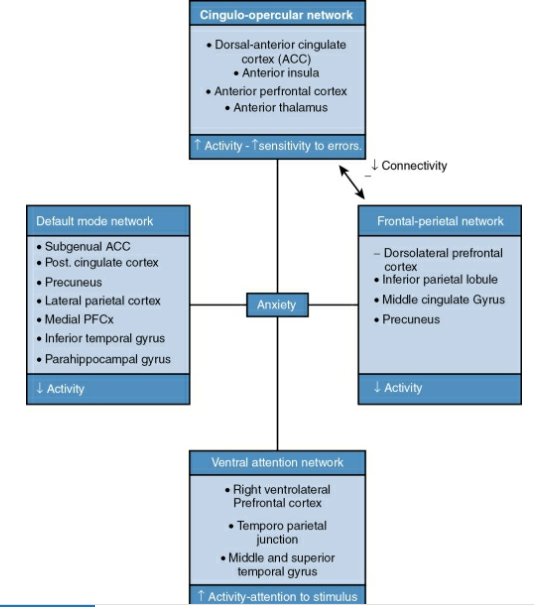 Cingulo-opercular network
• Dorsal-anterior cingulate
cortex (ACC)
• Anterior insula
• Anterior perfrontal cortex
• Anterior thalamus
↑ Activity - ↑sensitivity to errors.
– ↓ Connectivity
Default mode network
• Subgenual ACC
• Post. cingulate cortex
• Precuneus
• Lateral parietal cortex
• Medial PFCx
• Inferior temporal gyrus
• Parahippocampal gyrus
↓ Activity
Anxiety
Frontal-perietal network
– Dorsolateral prefrontal
cortex
• Inferior parietal lobule
• Middle cingulate Gyrus
• Precuneus
↓ Activity
Ventral attention network
• Right ventrolateral
Prefrontal cortex
• Temporo parietal
junction
• Middle and superior
temporal gyrus
↑ Activity-attention to stimulus